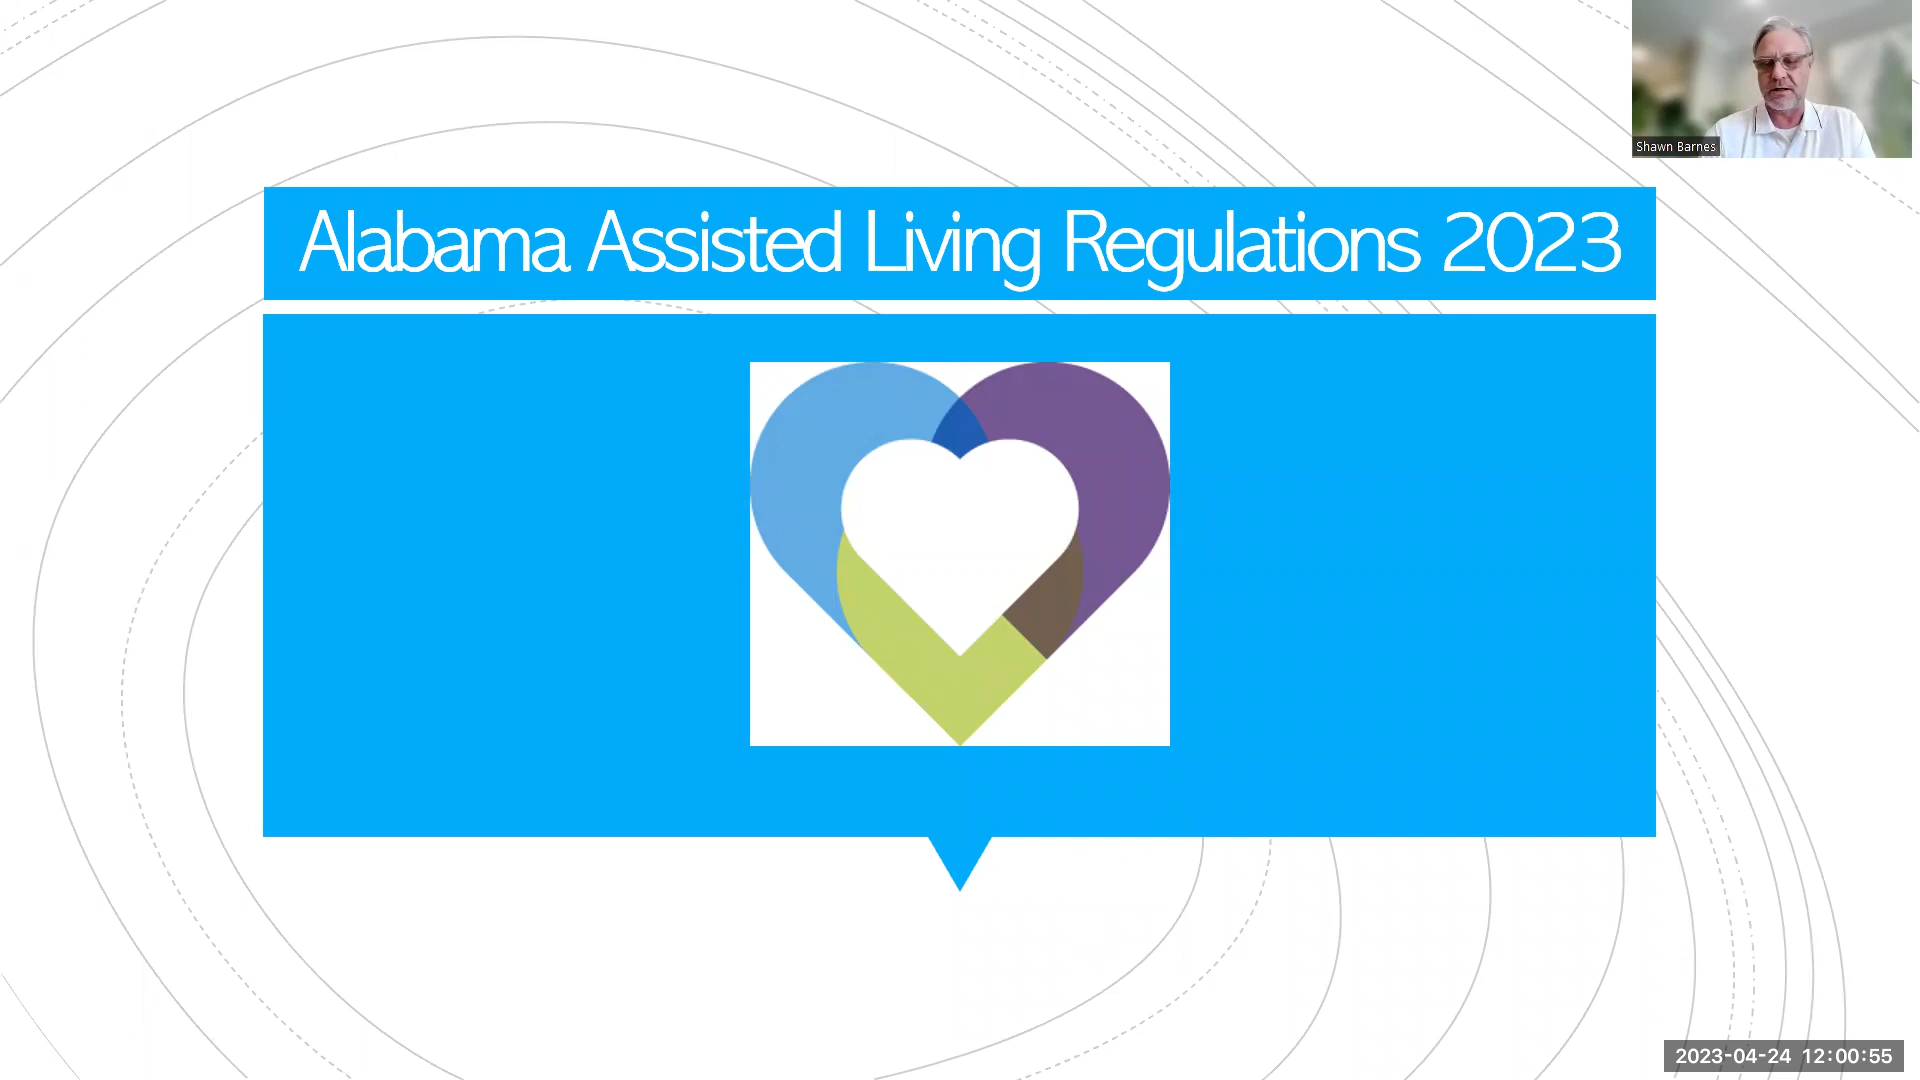 Shawn Barnes
Alabama Assisted Living Regulations 2023
2023-04-24 12:00:55